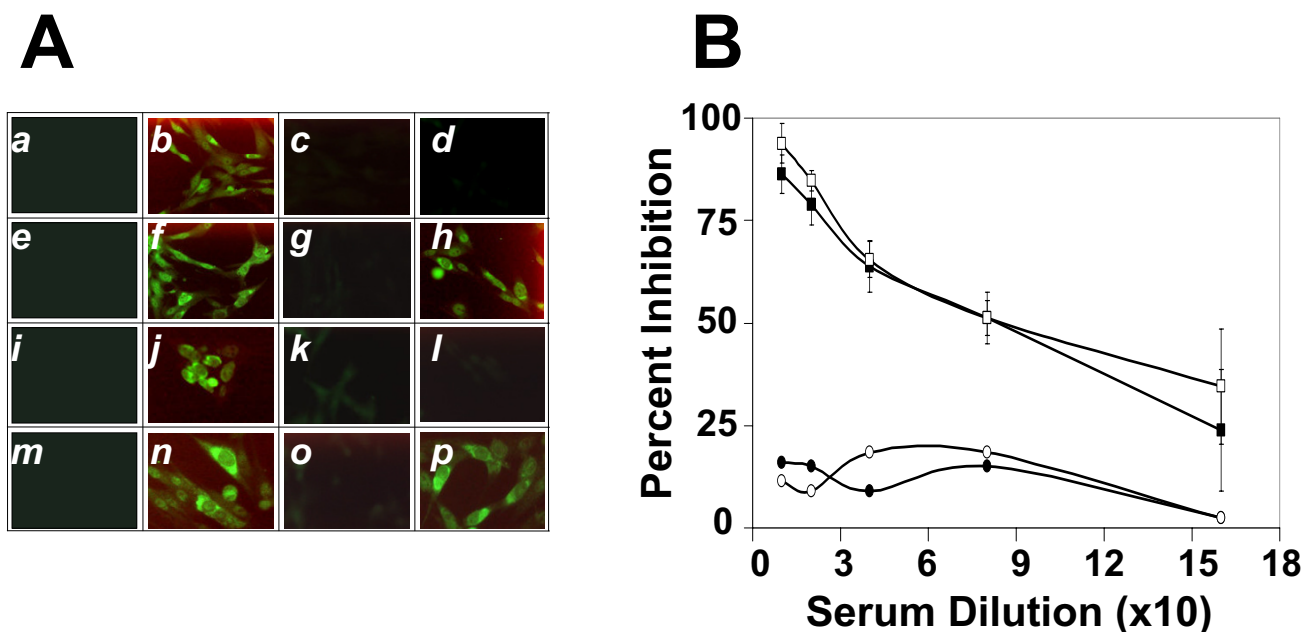 A
B
a b c d
e f g h
i j k l
m n o p
Percent Inhibition
100
75
50
25
0
0 3 6 9 12 15 18
Serum Dilution (x10)